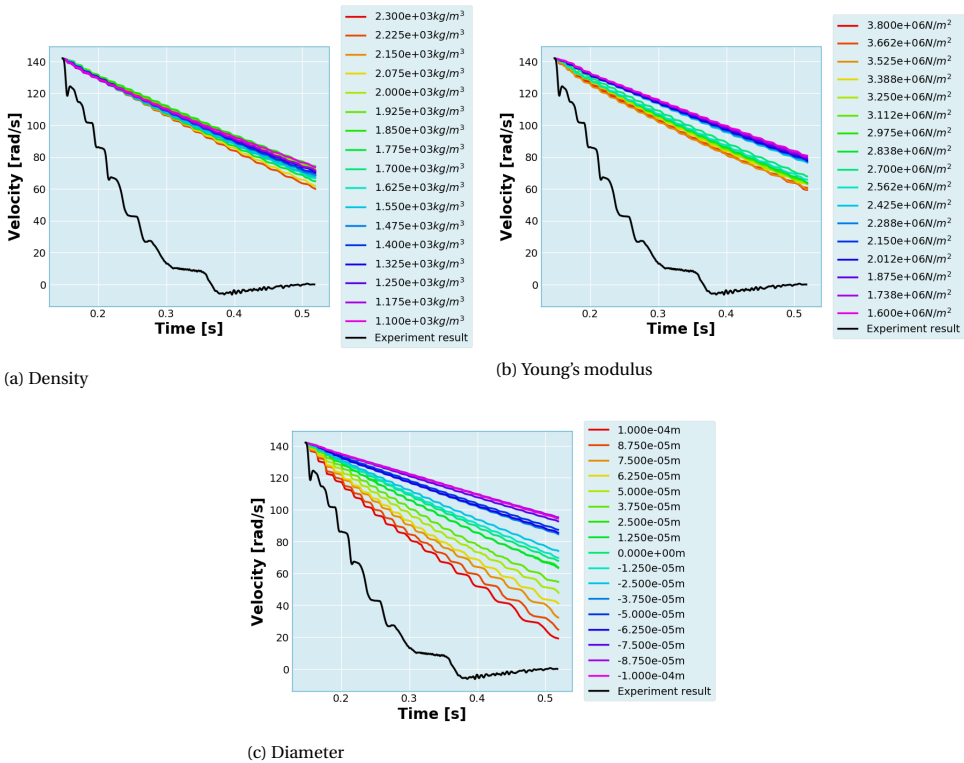 2.300e+03kg/m³
2.225e+03kg/m³
2.150e+03kg/m³
2.075e+03kg/m³
2.000e+03kg/m³
1.925e+03kg/m³
1.850e+03kg/m³
1.775e+03kg/m³
1.700e+03kg/m³
1.625e+03kg/m³
1.550e+03kg/m³
1.475e+03kg/m³
1.400e+03kg/m³
1.325e+03kg/m³
1.250e+03kg/m³
1.175e+03kg/m³
1.100e+03kg/m³
Experiment result
140
120
100
80
60
40
20
0
Velocity [rad/s]
0.2 0.3 0.4 0.5
Time [s]
(a) Density
3.800e+06N/m²
3.662e+06N/m²
3.525e+06N/m²
3.388e+06N/m²
3.250e+06N/m²
3.112e+06N/m²
2.975e+06N/m²
2.838e+06N/m²
2.700e+06N/m²
2.562e+06N/m²
2.425e+06N/m²
2.288e+06N/m²
2.150e+06N/m²
2.012e+06N/m²
1.875e+06N/m²
1.738e+06N/m²
1.600e+06N/m²
Experiment result
140
120
100
80
60
40
20
0
Velocity [rad/s]
0.2 0.3 0.4 0.5
Time [s]
(b) Young's modulus
1.000e-04m
8.750e-05m
7.500e-05m
6.250e-05m
5.000e-05m
3.750e-05m
2.500e-05m
1.250e-05m
0.000e+00m
-1.250e-05m
-2.500e-05m
-3.750e-05m
-5.000e-05m
-6.250e-05m
-7.500e-05m
-8.750e-05m
-1.000e-04m
Experiment result
140
120
100
80
60
40
20
0
Velocity [rad/s]
0.2 0.3 0.4 0.5
Time [s]
(c) Diameter